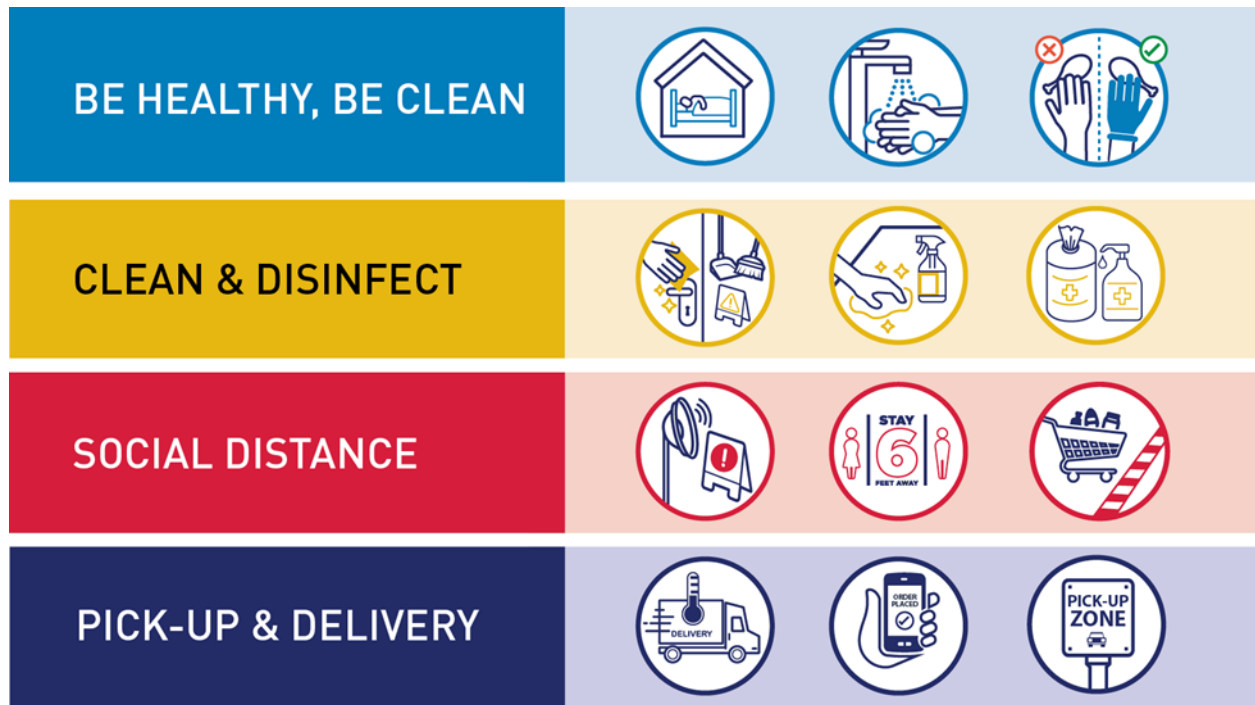 BE HEALTHY, BE CLEAN
CLEAN & DISINFECT
SOCIAL DISTANCE
STAY
6
FEET AWAY
PICK-UP & DELIVERY
DELIVERY
ORDER
PLACED
PICK-UP
ZONE